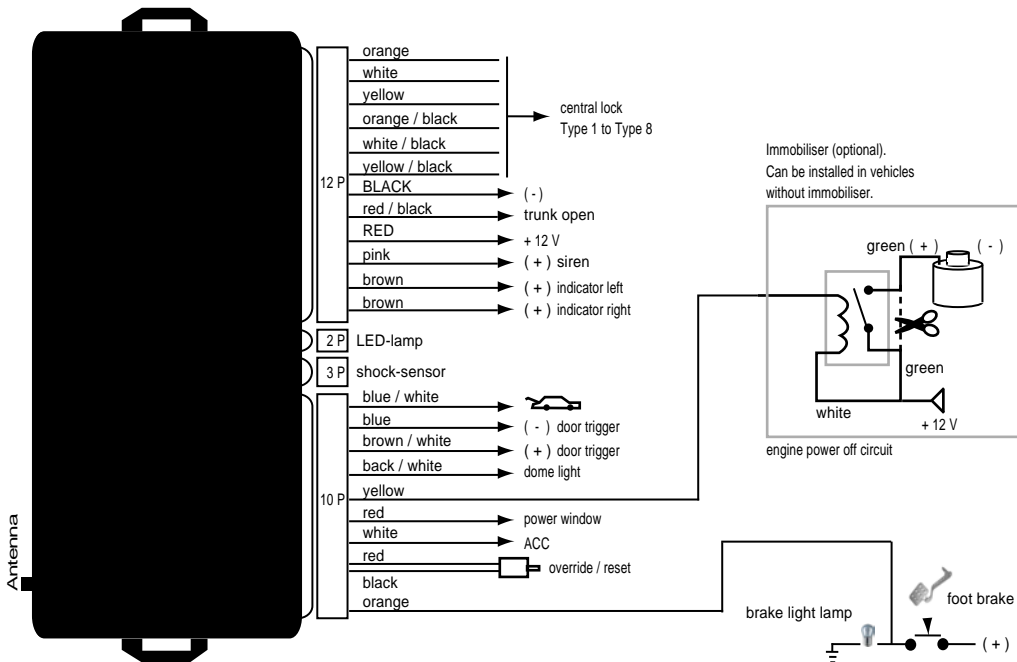 orange
white
yellow
orange / black
white / black
yellow / black
BLACK
red / black
RED
pink
brown
brown
12 P
central lock
Type 1 to Type 8
( - )
trunk open
+ 12 V
( + ) siren
( + ) indicator left
( + ) indicator right
2 P LED-lamp
3 P shock-sensor
blue / white
blue
brown / white
back / white
yellow
red
white
red
black
orange
10 P
( - ) door trigger
( + ) door trigger
dome light
power window
ACC
override / reset
Antenna
Immobiliser (optional).
Can be installed in vehicles
without immobiliser.
green ( + ) ( - )
green
white
+ 12 V
engine power off circuit
brake light lamp
foot brake
( + )